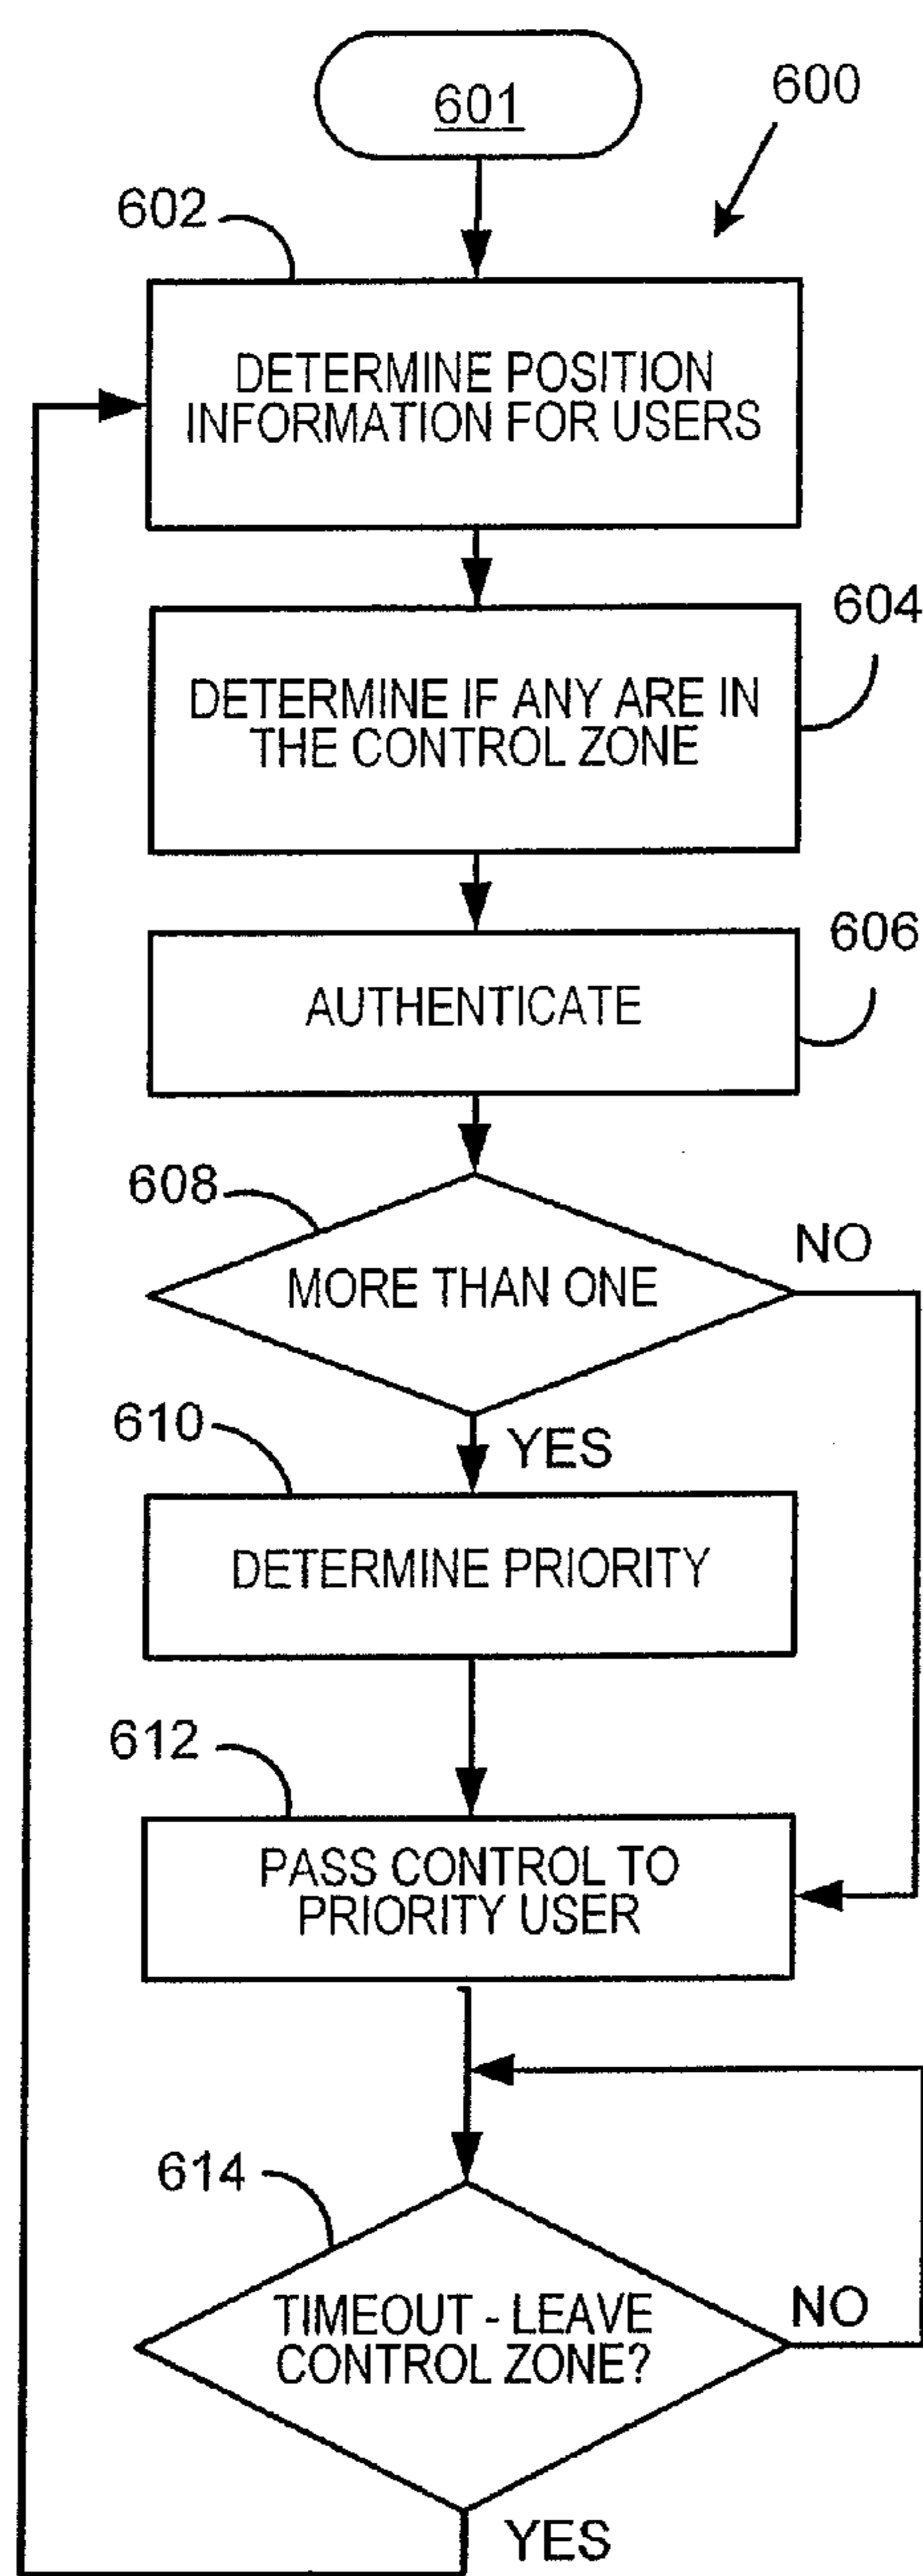 601
600
602
DETERMINE POSITION
INFORMATION FOR USERS
604
DETERMINE IF ANY ARE IN
THE CONTROL ZONE
606
AUTHENTICATE
608
MORE THAN ONE
NO
YES
610
DETERMINE PRIORITY
612
PASS CONTROL TO
PRIORITY USER
614
TIMEOUT - LEAVE
CONTROL ZONE?
NO
YES